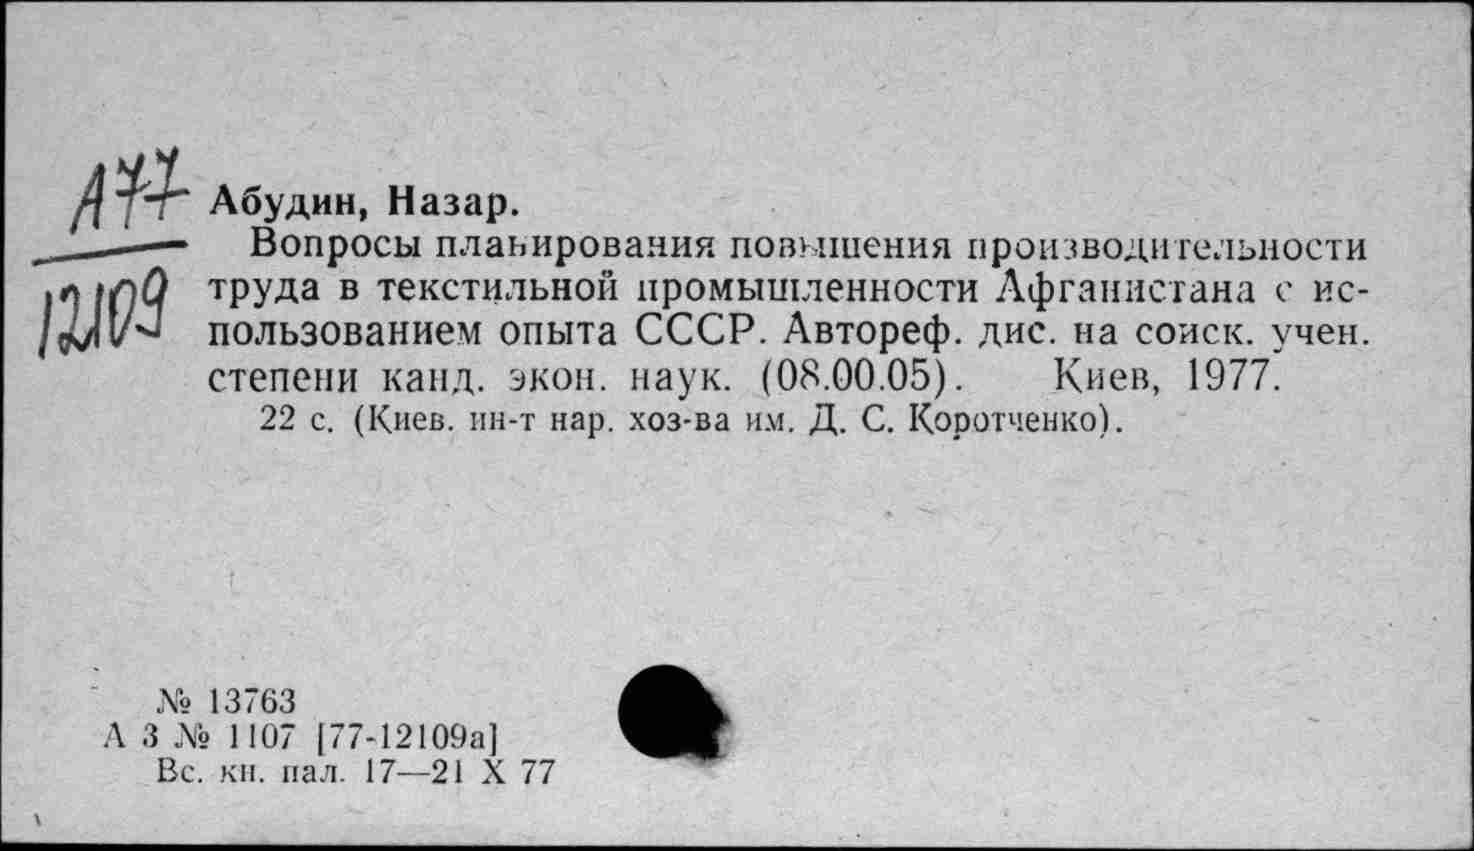 А77
12109
Абудин, Назар.
Вопросы планирования повышения производительности
труда в текстильной промышленности Афганистана с ис-
пользованием опыта СССР. Автореф. дис. на соиск. учен.
степени канд. экон. наук. (08.00.05). Киев, 1977.
22 с. (Киев. ин-т нар. хоз-ва им. Д. С. Коротченко).
№ 13763
А 3 № 1107 [77-12109а]
Вс. кн. пал. 17—21 X 77